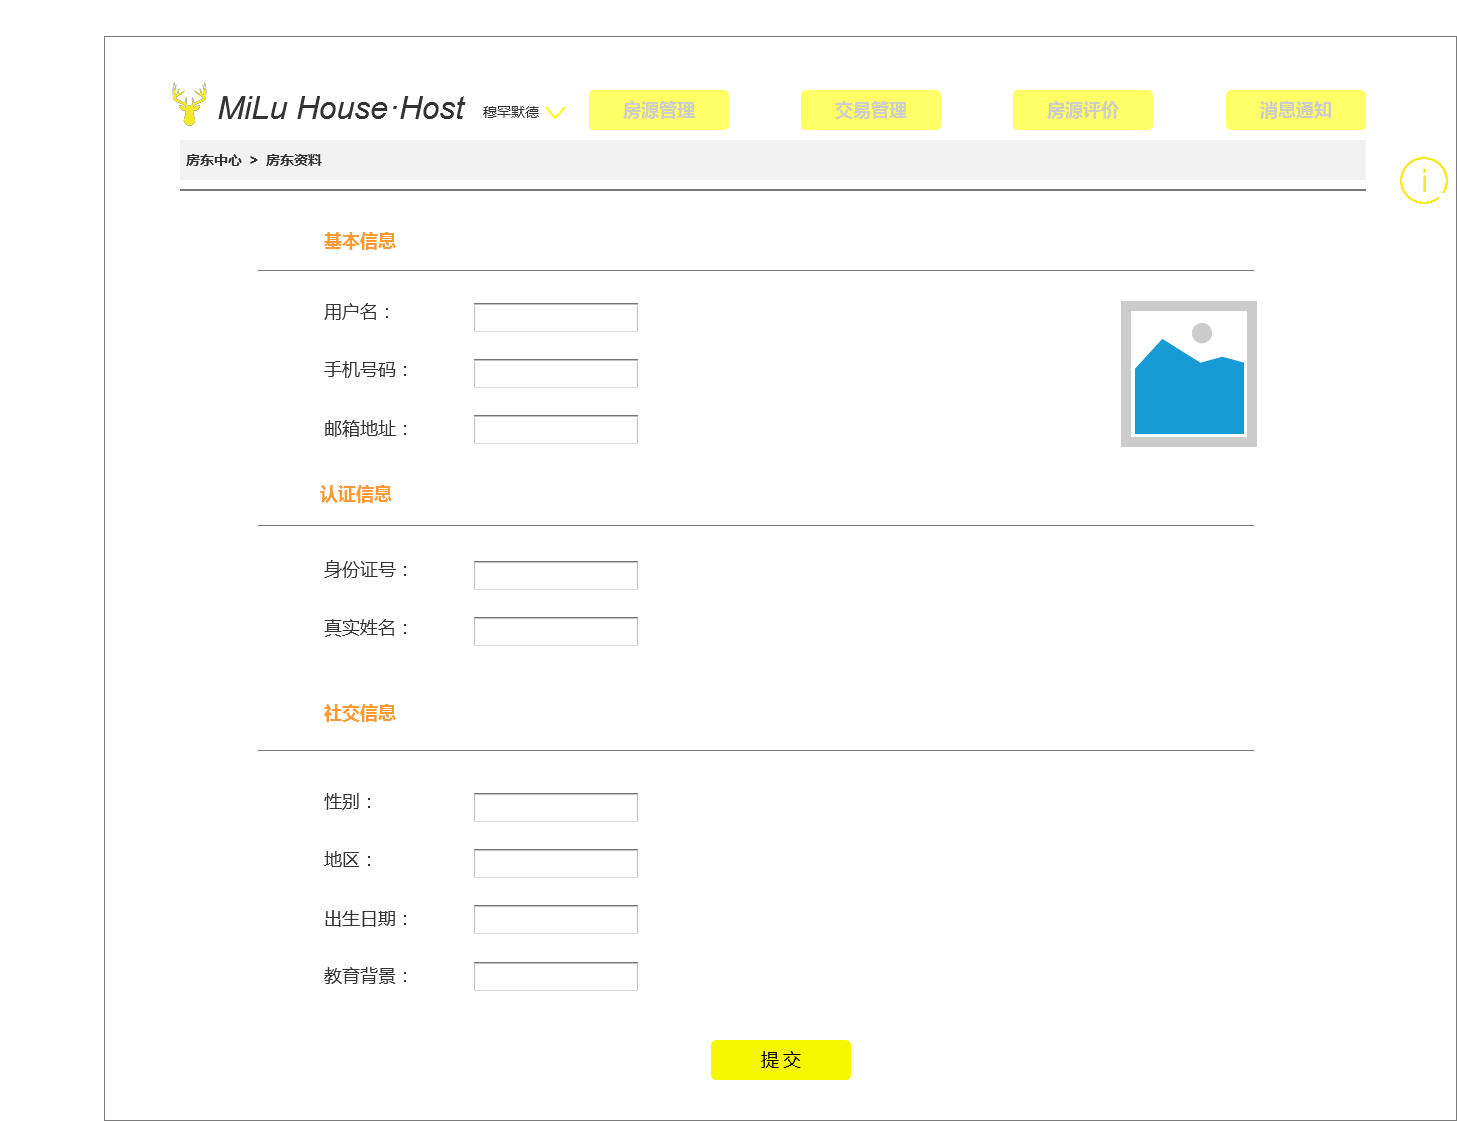 MiLu House·Host 穆罕默德 房源管理 交易管理 房源评价 消息通知
房东中心 > 房东资料
i
基本信息
用户名：
手机号码：
邮箱地址：
认证信息
身份证号：
真实姓名：
社交信息
性别：
地区：
出生日期：
教育背景：
提交